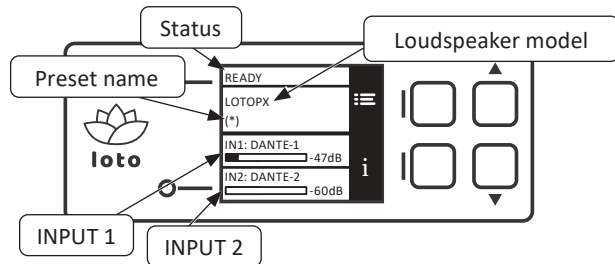 Status
Loudspeaker model
Preset name
READY
LOTOPX
(*)
loto
IN1: DANTE-1
-47dB
i
IN2: DANTE-2
-60dB
INPUT 1
INPUT 2